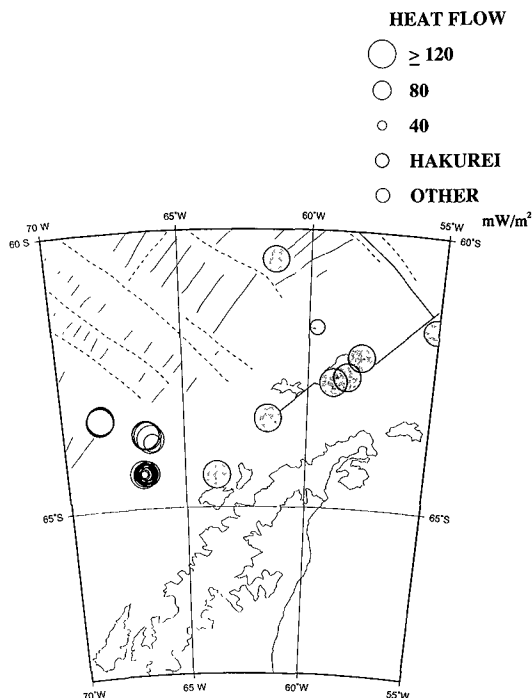 HEAT FLOW
≥ 120
80
40
HAKUREI
OTHER
mW/m²
70 W
65°W
60°W
55°W
60 S
60°S
65°S
65°S
70°W
65°W
60°W
55°W